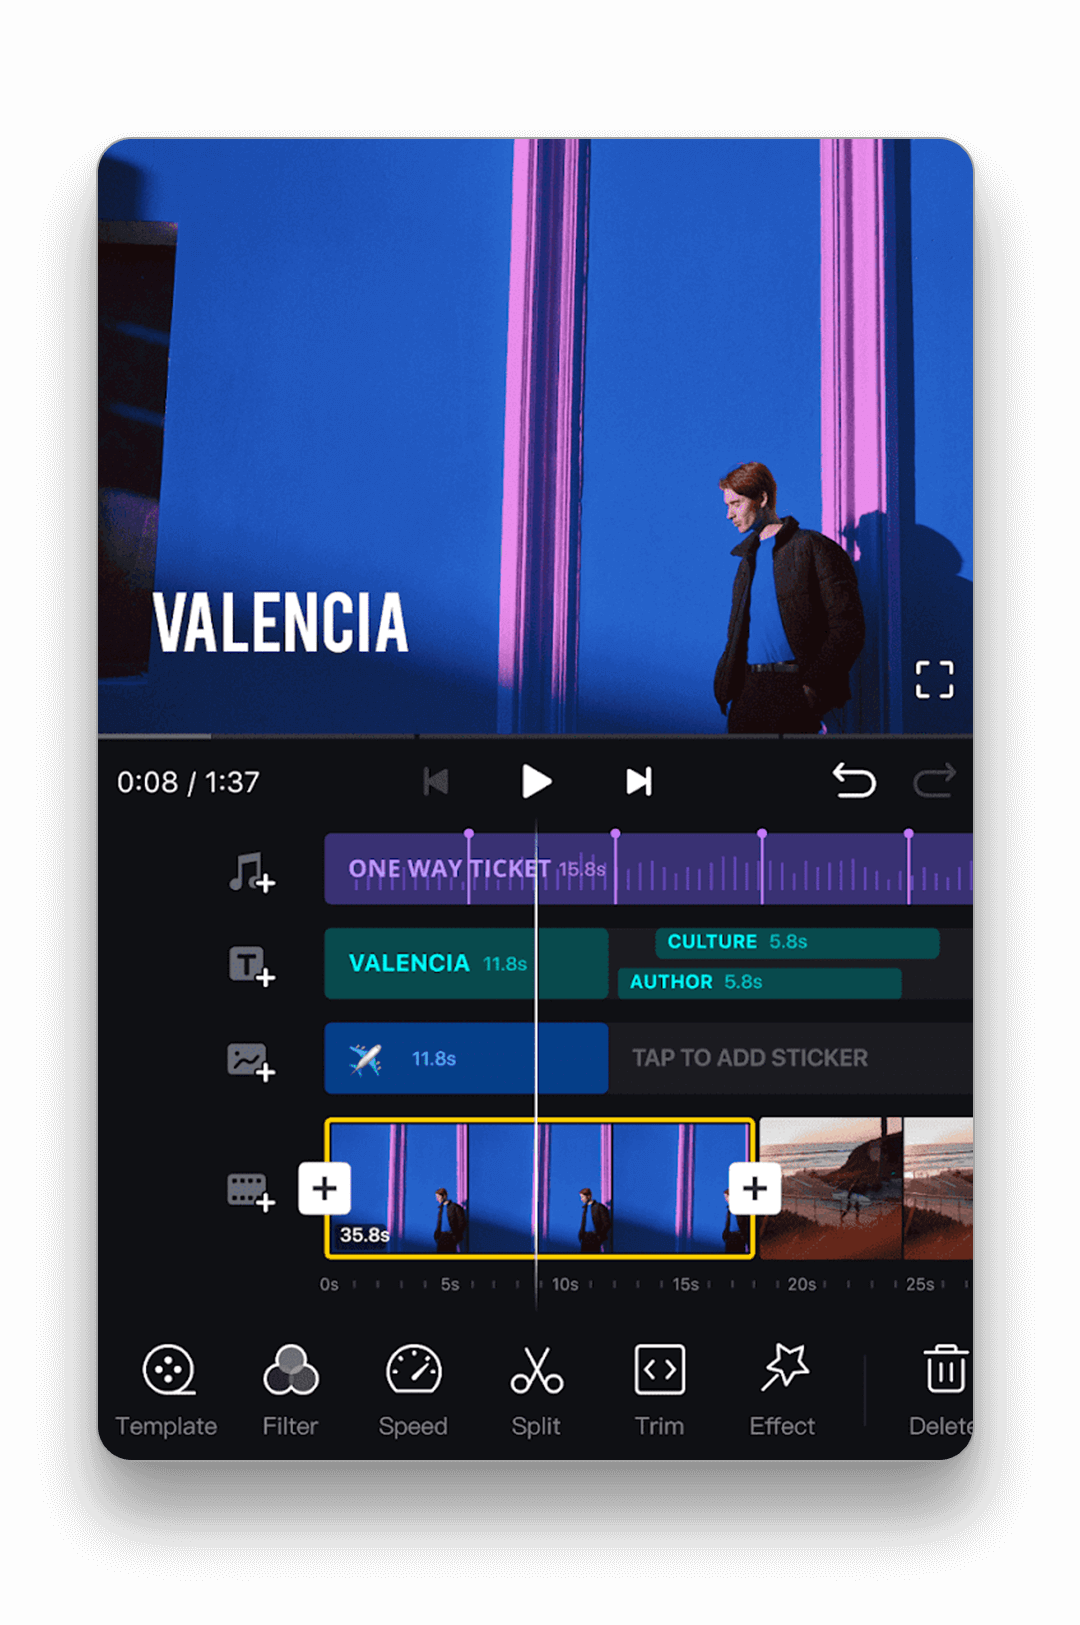 VALENCIA
0:08 / 1:37
ONE WAY TICKET 15.8s
CULTURE 5.8s
VALENCIA 11.8s
AUTHOR 5.8s
11.8s
TAP TO ADD STICKER
35.8s
0s 5s 10s 15s 20s 25s
Template Filter Speed Split Trim Effect Delete